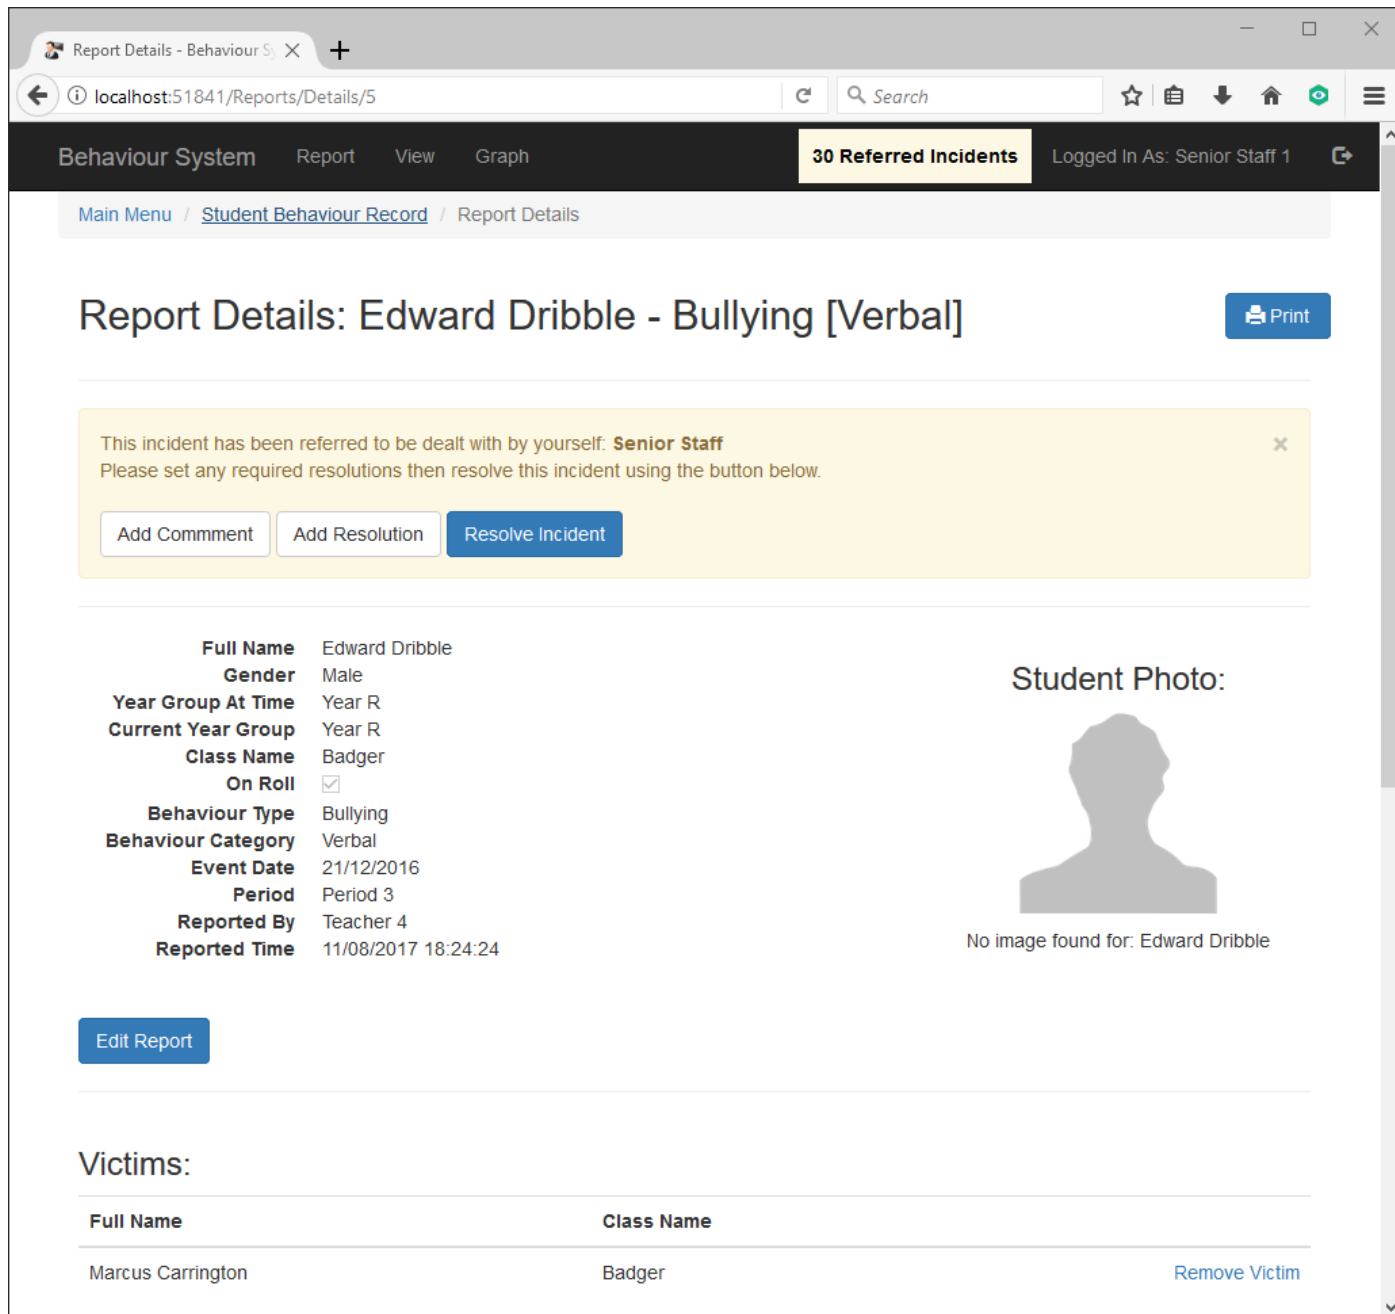 Report Details - Behaviour S
localhost:51841/Reports/Details/5
Search
Behaviour System Report View Graph 30 Referred Incidents Logged In As: Senior Staff 1
Main Menu / Student Behaviour Record / Report Details
Report Details: Edward Dribble - Bullying [Verbal]
Print
This incident has been referred to be dealt with by yourself: Senior Staff
Please set any required resolutions then resolve this incident using the button below.
Add Commment Add Resolution Resolve Incident
Full Name Edward Dribble
Gender Male
Year Group At Time Year R
Current Year Group Year R
Class Name Badger
On Roll
Behaviour Type Bullying
Behaviour Category Verbal
Event Date 21/12/2016
Period Period 3
Reported By Teacher 4
Reported Time 11/08/2017 18:24:24
Student Photo:
No image found for: Edward Dribble
Edit Report
Victims:
Full Name Class Name
Marcus Carrington Badger Remove Victim